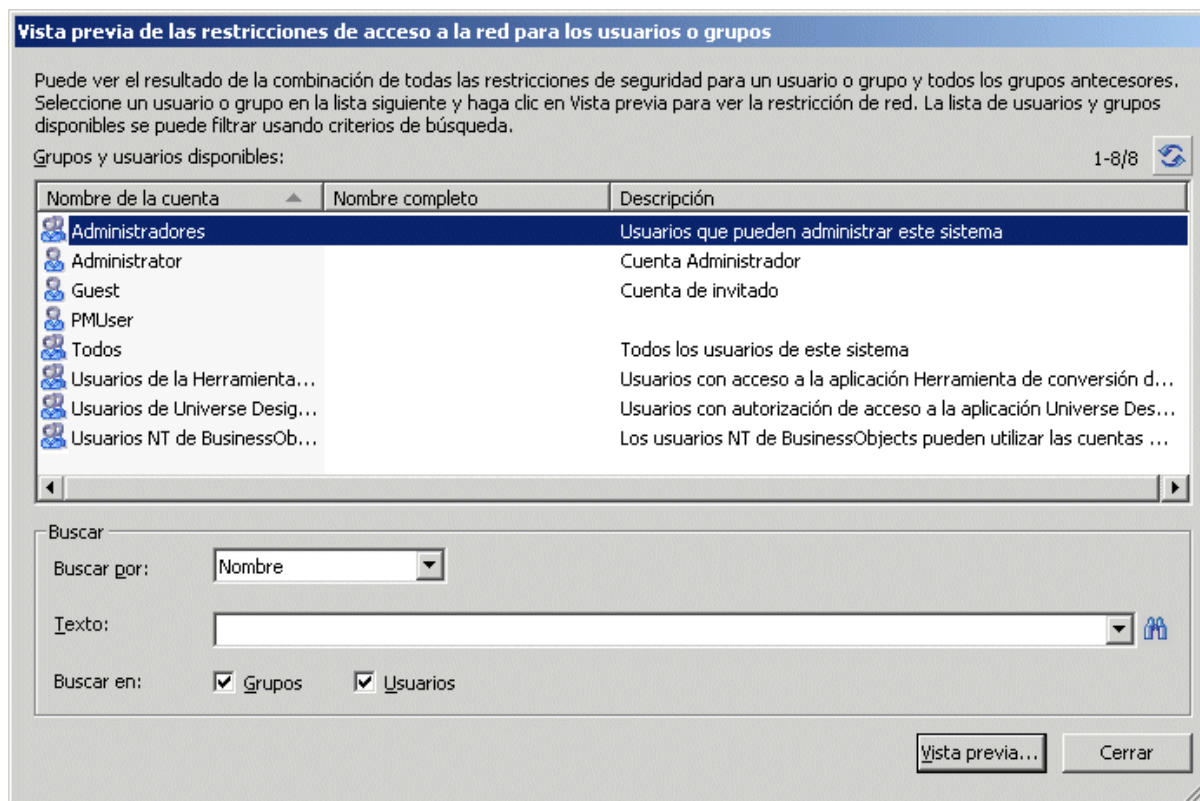 Vista previa de las restricciones de acceso a la red para los usuarios o grupos
Puede ver el resultado de la combinación de todas las restricciones de seguridad para un usuario o grupo y todos los grupos antecesores.
Seleccione un usuario o grupo en la lista siguiente y haga clic en Vista previa para ver la restricción de red. La lista de usuarios y grupos
disponibles se puede filtrar usando criterios de búsqueda.
Grupos y usuarios disponibles: 1-8/8
Nombre de la cuenta Nombre completo Descripción
Administradores Usuarios que pueden administrar este sistema
Administrator Cuenta Administrador
Guest Cuenta de invitado
PMUser
Todos Todos los usuarios de este sistema
Usuarios de la Herramienta... Usuarios con acceso a la aplicación Herramienta de conversión d...
Usuarios de Universe Desig... Usuarios con autorización de acceso a la aplicación Universe Des...
Usuarios NT de BusinessOb... Los usuarios NT de BusinessObjects pueden utilizar las cuentas ...
Buscar
Buscar por: Nombre
Texto:
Buscar en: Grupos Usuarios
Vista previa... Cerrar